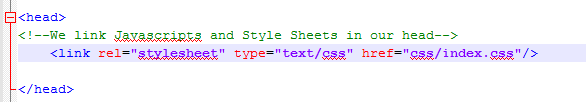 <head>
<!--We link Javascripts and Style Sheets in our head-->
<link rel="stylesheet" type="text/css" href="css/index.css"/>
</head>